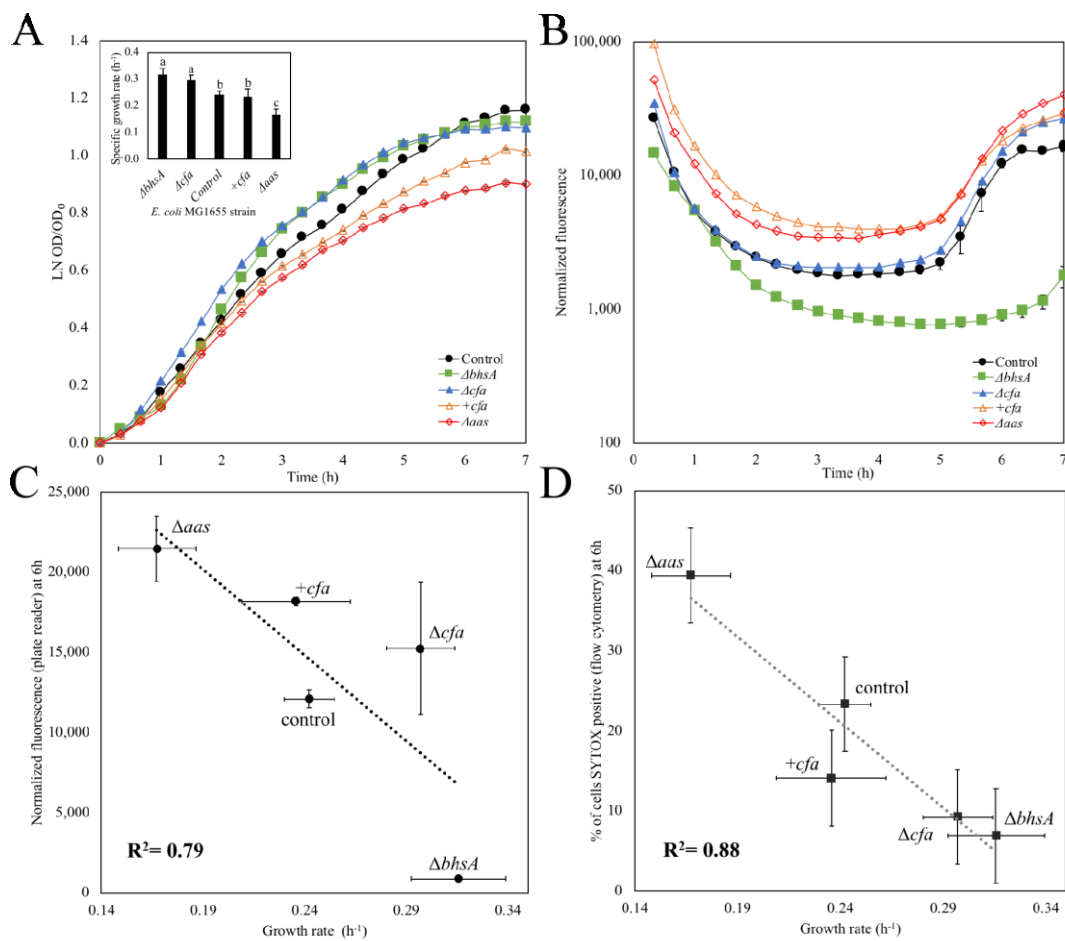 A
LN OD/OD0
1.4
1.2
1.0
0.8
0.6
0.4
0.2
0.0
0 1 2 3 4 5 6 7
Time (h)
Specific growth rate (h-1)
0.4
0.3
0.2
0.1
0.0
a a b b c
ΔbhsA Δcfa Control +cfa Δaas
E. coli MG1655 strain
Control
ΔbhsA
Δcfa
+cfa
Δaas
B
Normalized fluorescence
100,000
10,000
1,000
100
0 1 2 3 4 5 6 7
Time (h)
Control
ΔbhsA
Δcfa
+cfa
Δaas
C
Normalized fluorescence (plate reader) at 6h
25,000
20,000
15,000
10,000
5,000
0
0.14 0.19 0.24 0.29 0.34
Growth rate (h-1)
Δaas
+cfa
Δcfa
control
ΔbhsA
R2= 0.79
D
% of cells SYTOX positive (flow cytometry) at 6h
50
40
30
20
10
0
0.14 0.19 0.24 0.29 0.34
Growth rate (h-1)
Δaas
control
+cfa
Δcfa
ΔbhsA
R2= 0.88